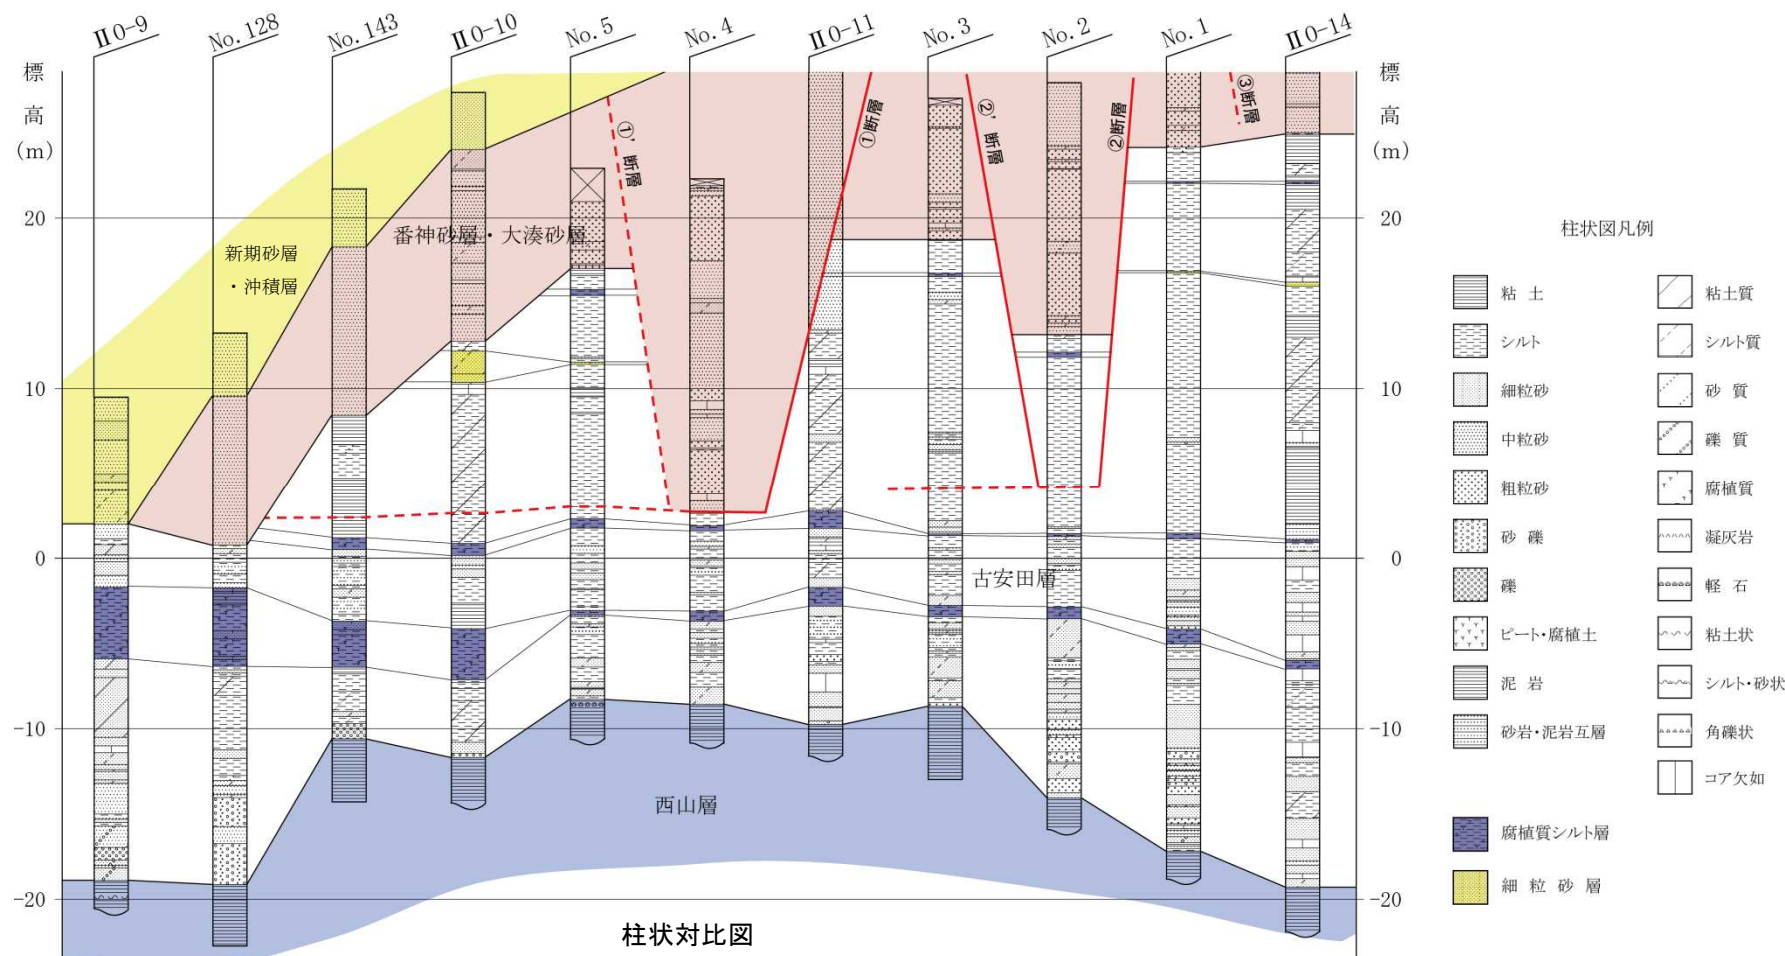 ⅡO-9 No.128 No.143 ⅡO-10 No.5 No.4 ⅡO-11 No.3 No.2 No.1 ⅡO-14
標高(m)
標高(m)
20
10
0
-10
-20
20
10
0
-10
-20
新期砂層
・沖積層
番神砂層・大湊砂層
①’断層
①断層
②’断層
②断層
③断層
古安田層
西山層
柱状対比図
柱状図凡例
粘土
シルト
細粒砂
中粒砂
粗粒砂
砂礫
礫
ピート・腐植土
泥岩
砂岩・泥岩互層
腐植質シルト層
細粒砂層
粘土質
シルト質
砂質
礫質
腐植質
凝灰岩
軽石
粘土状
シルト・砂状
角礫状
コア欠如